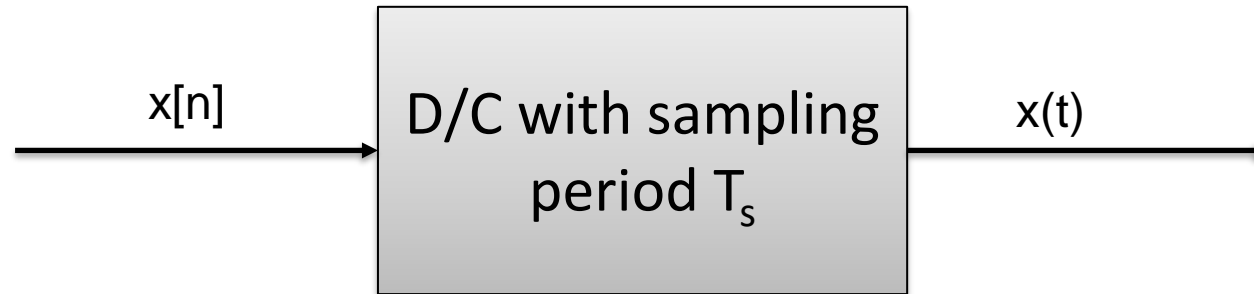 x[n]
D/C with sampling
period Ts
x(t)